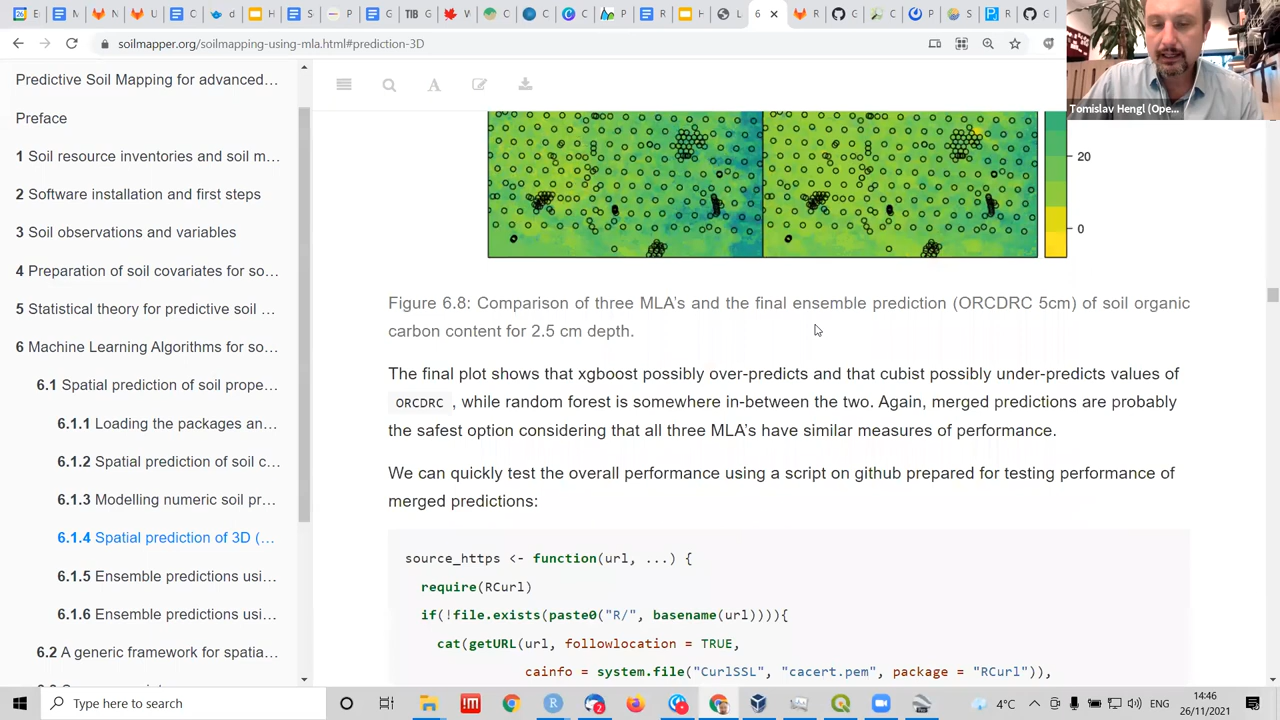 soilmapper.org/soilmapping-using-mla.html#prediction-3D
Tomislav Hengl (Ope...
Predictive Soil Mapping for advanced...
Preface
1 Soil resource inventories and soil m...
2 Software installation and first steps
3 Soil observations and variables
4 Preparation of soil covariates for so...
5 Statistical theory for predictive soil ...
6 Machine Learning Algorithms for so...
6.1 Spatial prediction of soil prope...
6.1.1 Loading the packages an...
6.1.2 Spatial prediction of soil c...
6.1.3 Modelling numeric soil pr...
6.1.4 Spatial prediction of 3D (...
6.1.5 Ensemble predictions usi...
6.1.6 Ensemble predictions usi...
6.2 A generic framework for spatia...
20
0
Figure 6.8: Comparison of three MLA's and the final ensemble prediction (ORCDRC 5cm) of soil organic
carbon content for 2.5 cm depth.
The final plot shows that xgboost possibly over-predicts and that cubist possibly under-predicts values of
ORCDRC , while random forest is somewhere in-between the two. Again, merged predictions are probably
the safest option considering that all three MLA's have similar measures of performance.
We can quickly test the overall performance using a script on github prepared for testing performance of
merged predictions:
source_https <- function(url, ...) {
require(RCurl)
if(!file.exists(paste0("R/", basename(url)))){
cat(getURL(url, followlocation = TRUE,
cainfo = system.file("CurlSSL", "cacert.pem", package = "RCurl")),
Type here to search
4°C
ENG
14:46
26/11/2021